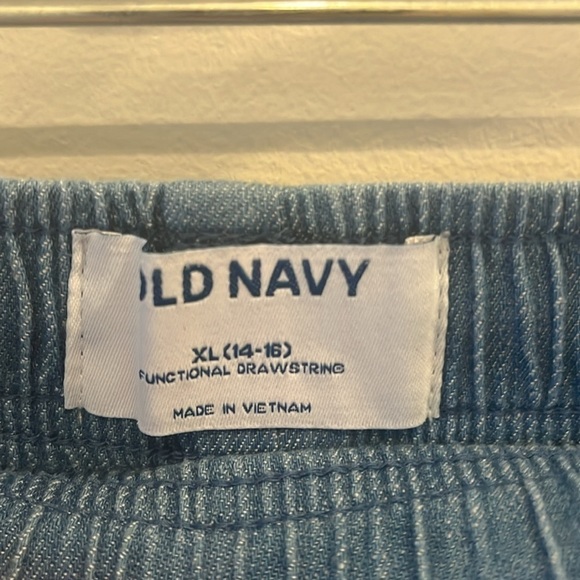 OLD NAVY
XL (14-16)
FUNCTIONAL DRAWSTRING
MADE IN VIETNAM